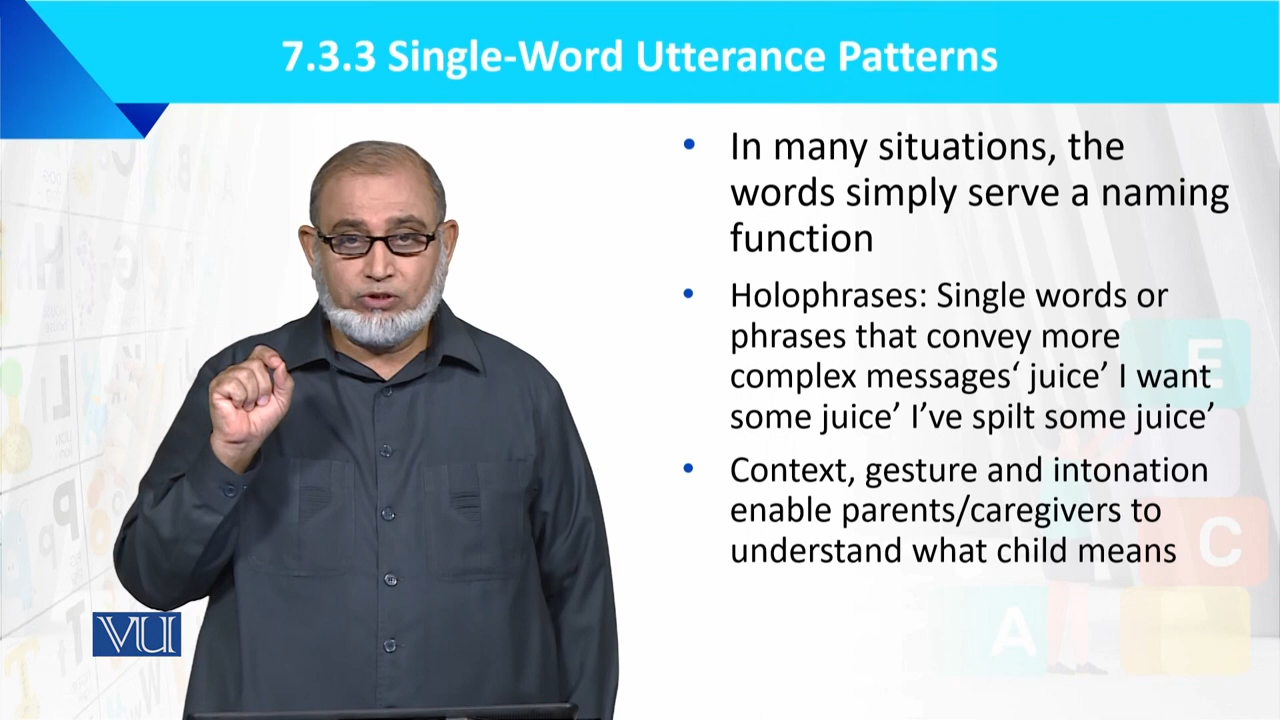 7.3.3 Single-Word Utterance Patterns
• In many situations, the
words simply serve a naming
function
• Holophrases: Single words or
phrases that convey more
complex messages‘ juice’ I want
some juice’ I’ve spilt some juice’
• Context, gesture and intonation
enable parents/caregivers to
understand what child means
VU
E
C
A